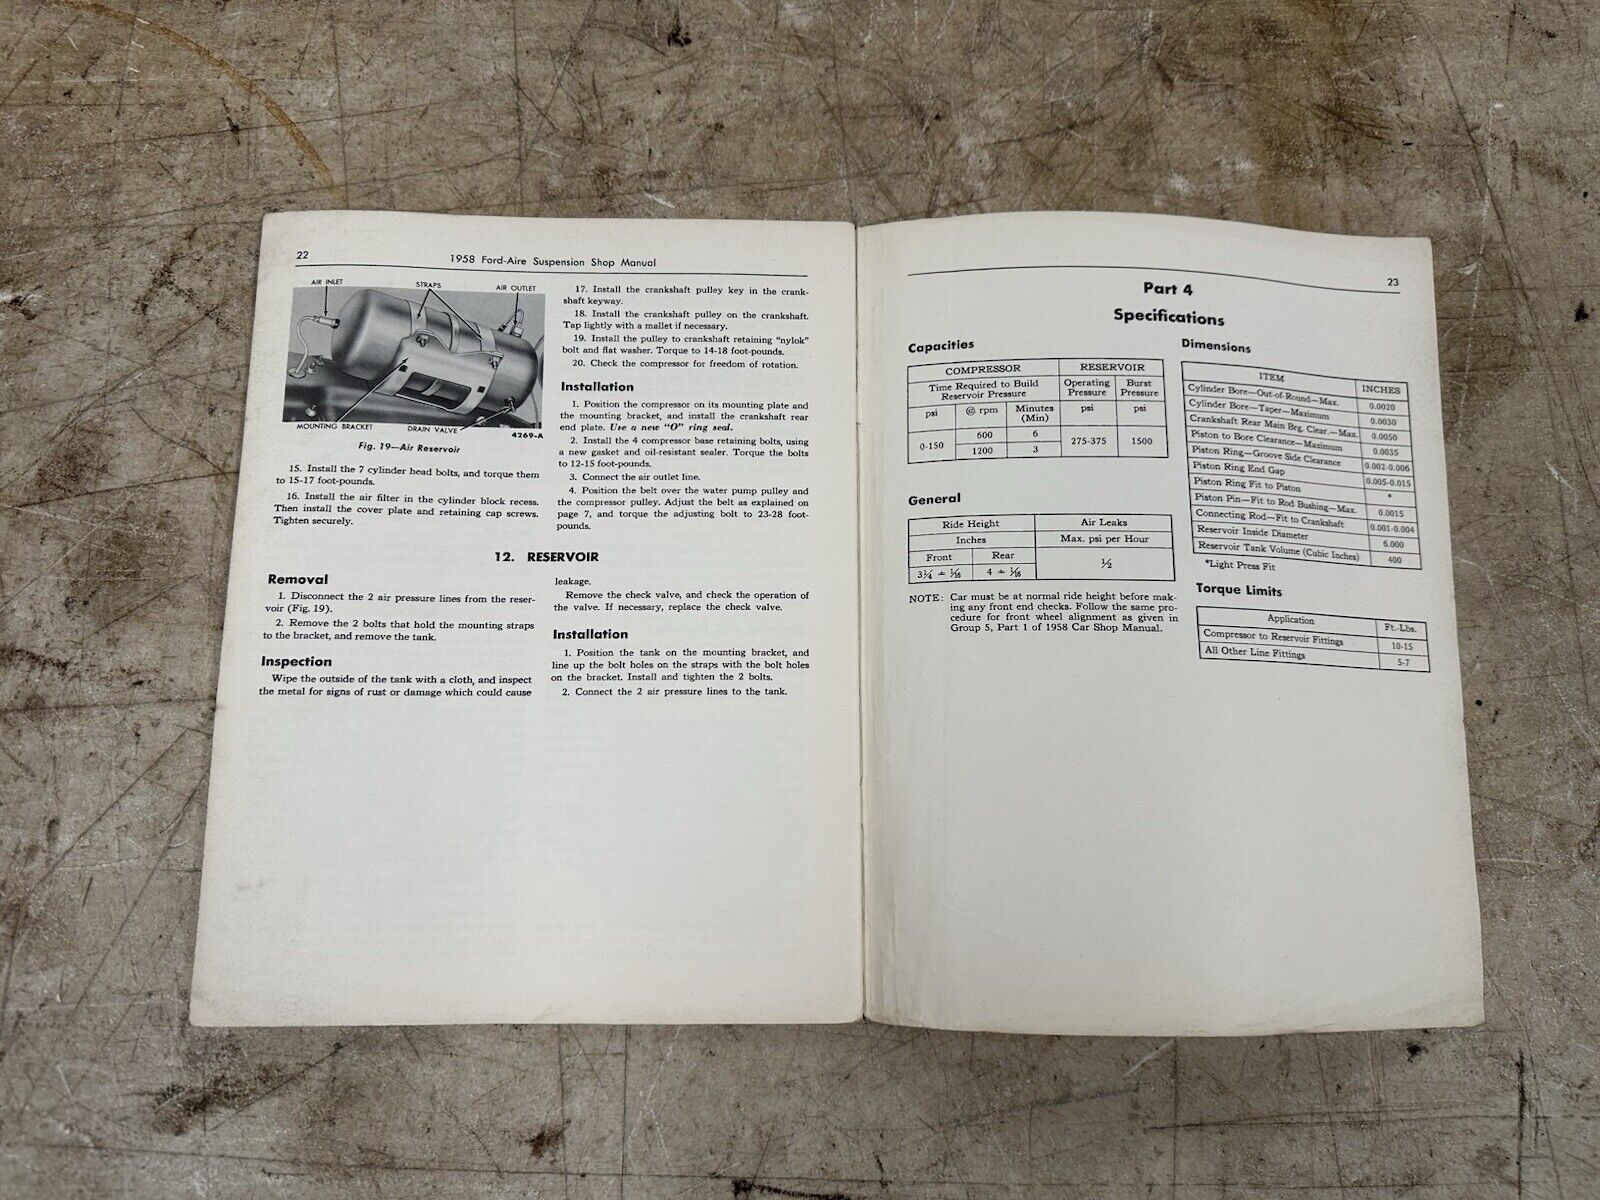 22
1958 Ford-Aire Suspension Shop Manual
AIR INLET
STRAPS
AIR OUTLET
MOUNTING BRACKET
DRAIN VALVE
4269-A
Fig. 19—Air Reservoir
15. Install the 7 cylinder head bolts, and torque them
to 15-17 foot-pounds.
16. Install the air filter in the cylinder block recess.
Then install the cover plate and retaining cap screws.
Tighten securely.
17. Install the crankshaft pulley key in the crank-
shaft keyway.
18. Install the crankshaft pulley on the crankshaft.
Tap lightly with a mallet if necessary.
19. Install the pulley to crankshaft retaining "nylok"
bolt and flat washer. Torque to 14-18 foot-pounds.
20. Check the compressor for freedom of rotation.
Installation
1. Position the compressor on its mounting plate and
the mounting bracket, and install the crankshaft rear
end plate. Use a new "O" ring seal.
2. Install the 4 compressor base retaining bolts, using
a new gasket and oil-resistant sealer. Torque the bolts
to 12-15 foot-pounds.
3. Connect the air outlet line.
4. Position the belt over the water pump pulley and
the compressor pulley. Adjust the belt as explained on
page 7, and torque the adjusting bolt to 23-28 foot-
pounds.
12. RESERVOIR
Removal
1. Disconnect the 2 air pressure lines from the reser-
voir (Fig. 19).
2. Remove the 2 bolts that hold the mounting straps
to the bracket, and remove the tank.
Inspection
Wipe the outside of the tank with a cloth, and inspect
the metal for signs of rust or damage which could cause
leakage.
Remove the check valve, and check the operation of
the valve. If necessary, replace the check valve.
Installation
1. Position the tank on the mounting bracket, and
line up the bolt holes on the straps with the bolt holes
on the bracket. Install and tighten the 2 bolts.
2. Connect the 2 air pressure lines to the tank.
23
Part 4
Specifications
Capacities
COMPRESSOR RESERVOIR
Time Required to Build Reservoir Pressure Operating Pressure Burst Pressure
psi @ rpm Minutes (Min) psi psi
0-150 600 6 275-375 1500
1200 3
General
Ride Height Air Leaks
Inches Max. psi per Hour
Front Rear ½
3¼ ± 1/16 4 ± 1/16
NOTE: Car must be at normal ride height before mak-
ing any front end checks. Follow the same pro-
cedure for front wheel alignment as given in
Group 5, Part 1 of 1958 Car Shop Manual.
Dimensions
ITEM INCHES
Cylinder Bore—Out-of-Round—Max. 0.0020
Cylinder Bore—Taper—Maximum 0.0030
Crankshaft Rear Main Brg. Clear.—Max. 0.0050
Piston to Bore Clearance—Maximum 0.0035
Piston Ring—Groove Side Clearance 0.002-0.006
Piston Ring End Gap 0.005-0.015
Piston Ring Fit to Piston *
Piston Pin—Fit to Rod Bushing—Max. 0.0015
Connecting Rod—Fit to Crankshaft 0.001-0.004
Reservoir Inside Diameter 6.000
Reservoir Tank Volume (Cubic Inches) 400
*Light Press Fit
Torque Limits
Application Ft.-Lbs.
Compressor to Reservoir Fittings 10-15
All Other Line Fittings 5-7